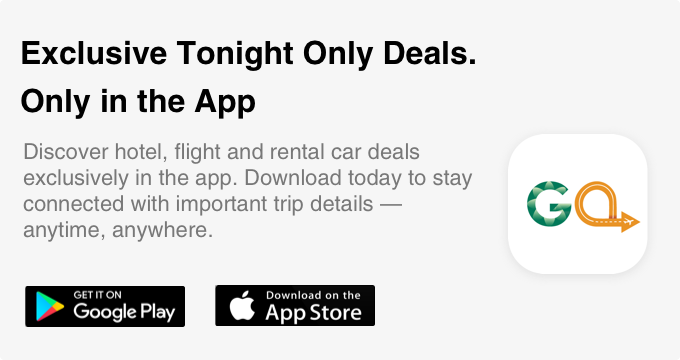 Exclusive Tonight Only Deals.
Only in the App
Discover hotel, flight and rental car deals
exclusively in the app. Download today to stay
connected with important trip details —
anytime, anywhere.
GO
GET IT ON
Google Play
Download on the
App Store